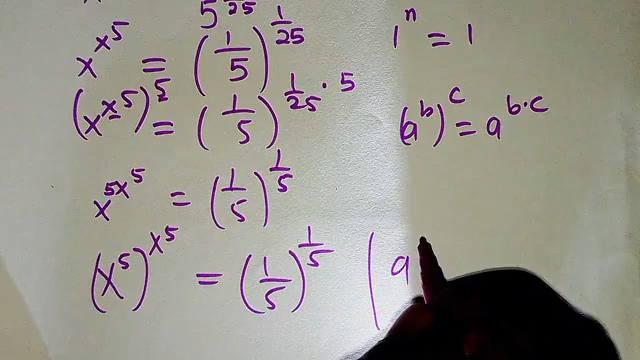 5^25^(1/25)
x^x^5 = (1/5)^(1/25)    1^n = 1
(x^x^5)^5 = (1/5)^(1/25 · 5)    (a^b)^c = a^(b·c)
x^5x^5 = (1/5)^(1/5)
(x^5)^x^5 = (1/5)^(1/5)    (a